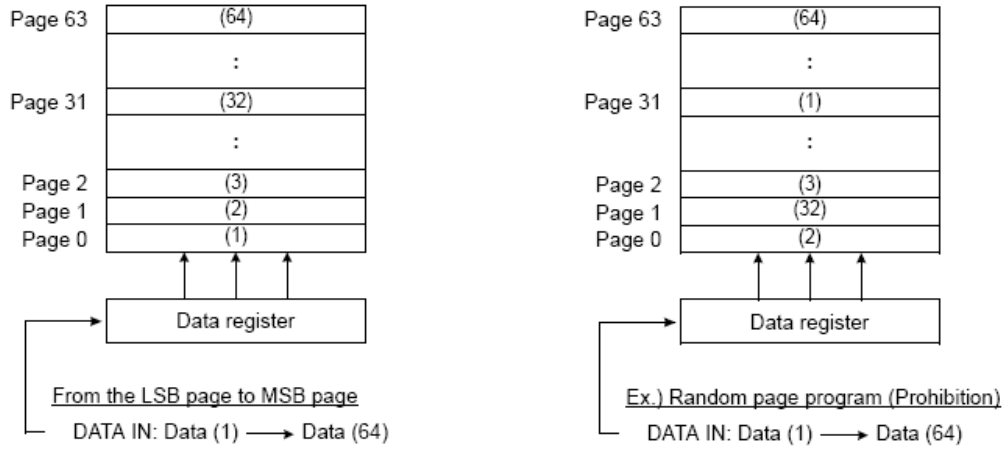 Page 63 (64)
:
Page 31 (32)
:
Page 2 (3)
Page 1 (2)
Page 0 (1)
Data register
From the LSB page to MSB page
DATA IN: Data (1) → Data (64)
Page 63 (64)
:
Page 31 (1)
:
Page 2 (3)
Page 1 (32)
Page 0 (2)
Data register
Ex.) Random page program (Prohibition)
DATA IN: Data (1) → Data (64)